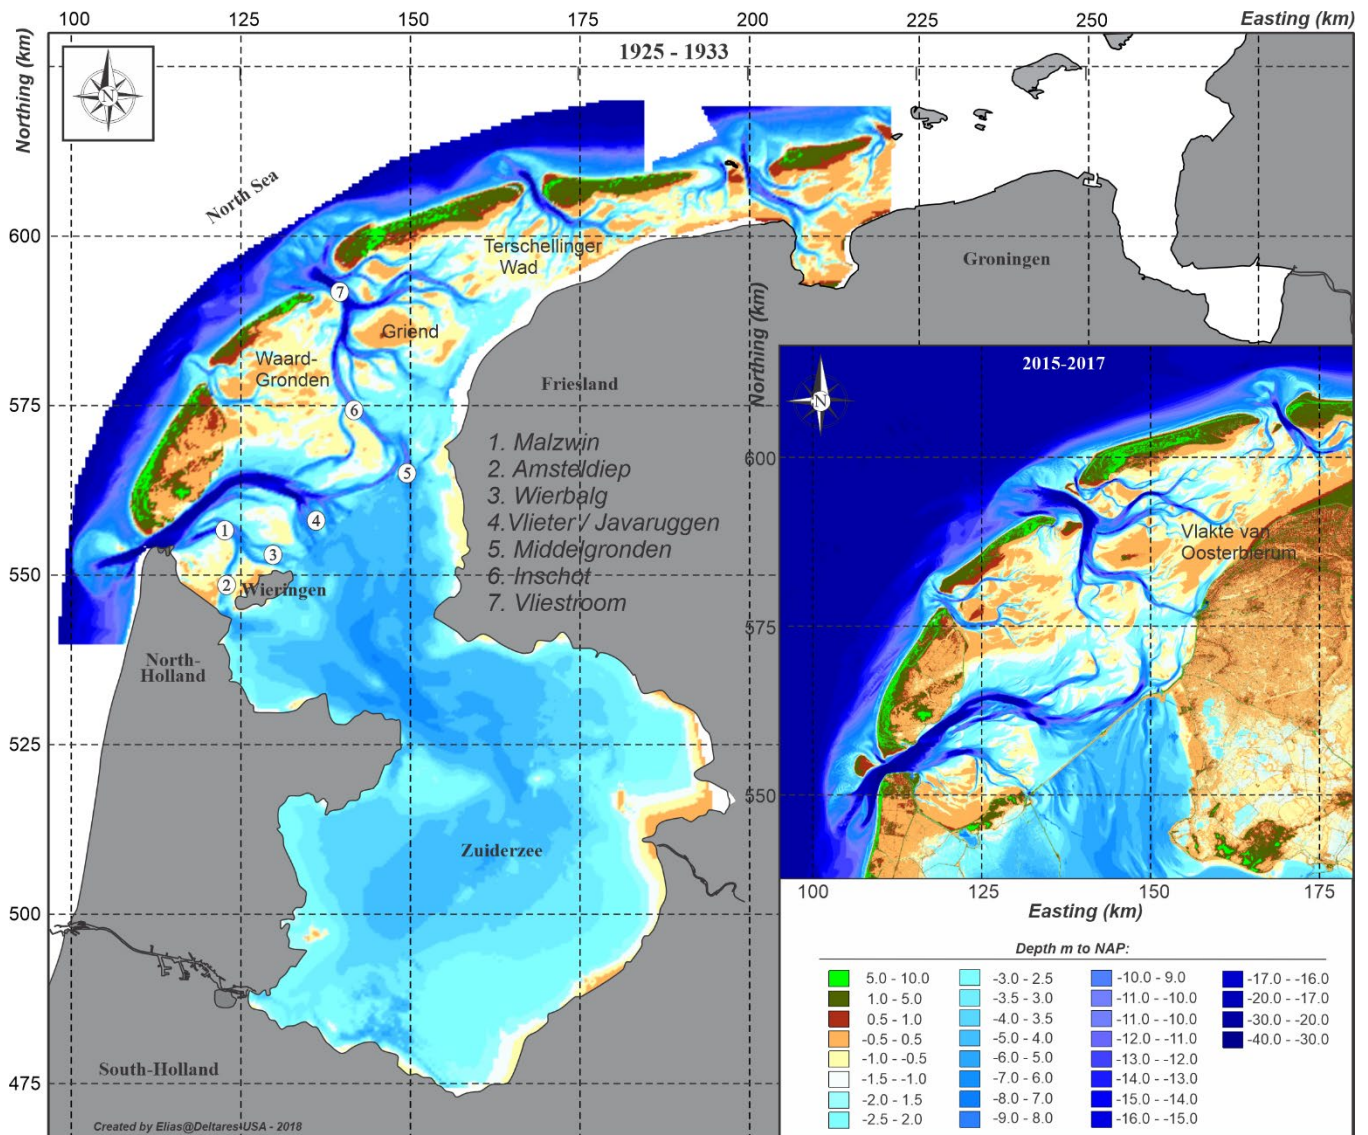 100 125 150 175 200 225 250 Easting (km)
Northing (km)
1925 - 1933
N
North Sea
600
Terschellinger
Wad
Groningen
7
Griend
Waard-
Gronden
Friesland
Northing (km)
2015-2017
N
575
6
5
4
1
3
2
Wieringen
550
1. Malzwin
2. Amsteldiep
3. Wierbalg
4. Vlieter / Javaruggen
5. Middelgronden
6. Inschot
7. Vliestroom
600
Vlakte van
Oosterbierum
575
550
North-
Holland
525
Zuiderzee
500
100 125 150 175
Easting (km)
South-Holland
475
Created by Elias@Deltares-USA - 2018
Depth m to NAP:
5.0 - 10.0
1.0 - 5.0
0.5 - 1.0
-0.5 - 0.5
-1.0 - -0.5
-1.5 - -1.0
-2.0 - 1.5
-2.5 - 2.0
-3.0 - 2.5
-3.5 - 3.0
-4.0 - 3.5
-5.0 - 4.0
-6.0 - 5.0
-7.0 - 6.0
-8.0 - 7.0
-9.0 - 8.0
-10.0 - 9.0
-11.0 - -10.0
-11.0 - -10.0
-12.0 - -11.0
-13.0 - -12.0
-14.0 - -13.0
-15.0 - -14.0
-16.0 - -15.0
-17.0 - -16.0
-20.0 - -17.0
-30.0 - -20.0
-40.0 - -30.0